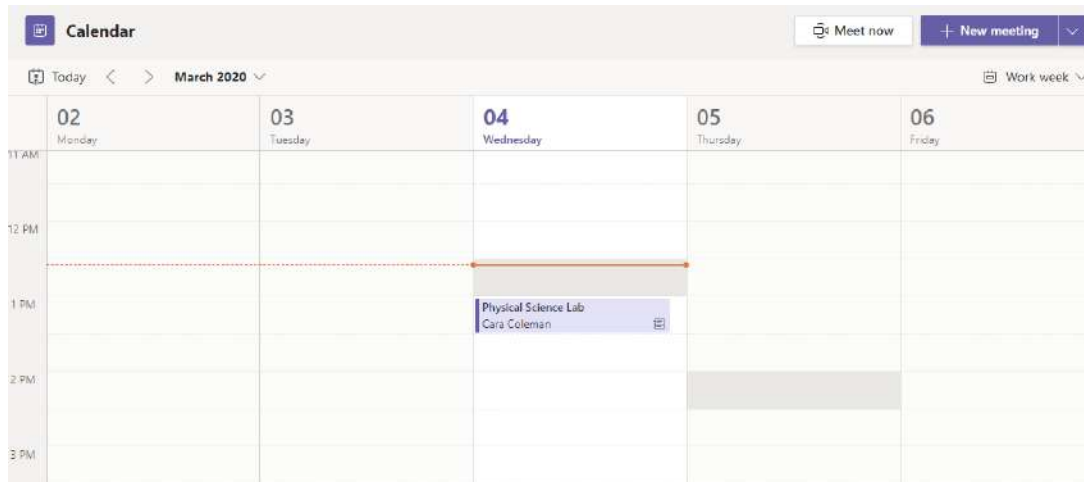 Calendar
Meet now
New meeting
Today
March 2020
Work week
02
Monday
03
Tuesday
04
Wednesday
05
Thursday
06
Friday
11 AM
12 PM
1 PM
Physical Science Lab
Cara Coleman
2 PM
3 PM